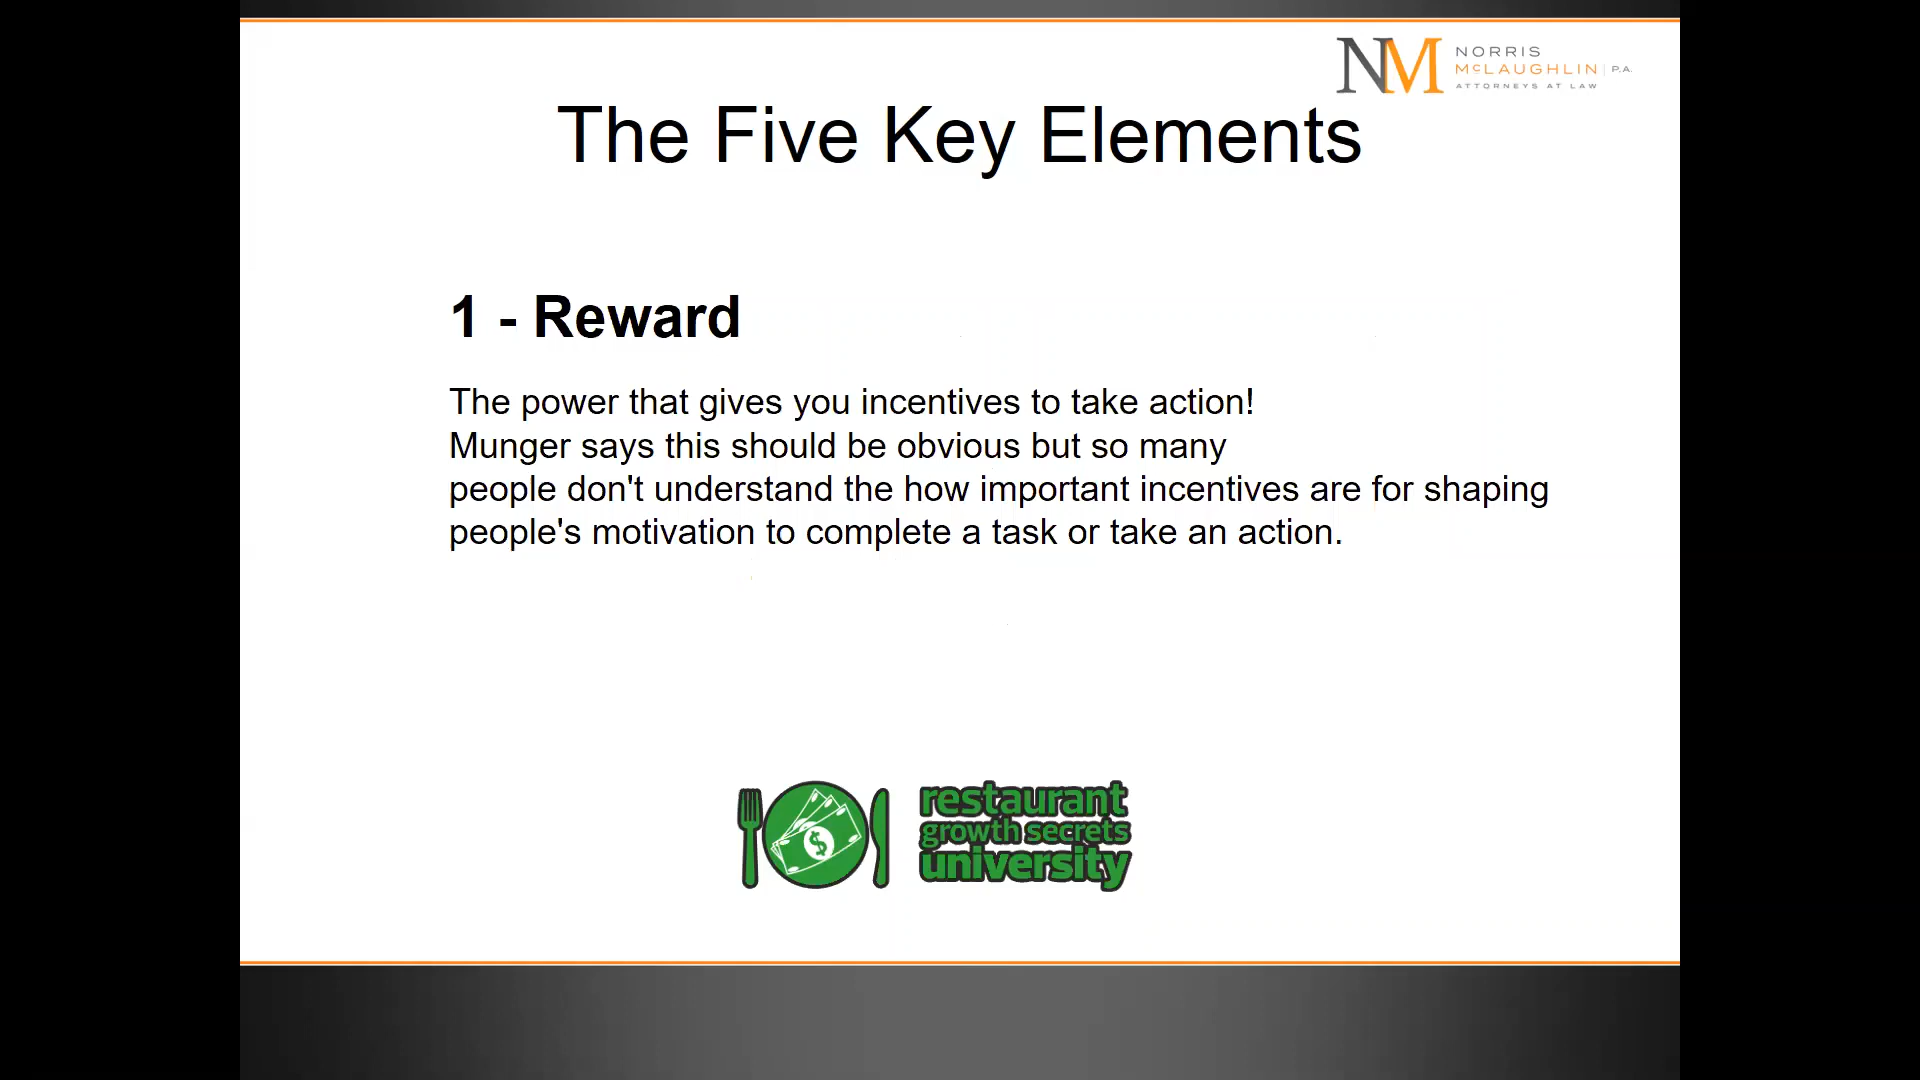 NORRIS
McLAUGHLIN P.A.
ATTORNEYS AT LAW
NM
The Five Key Elements
1 - Reward
The power that gives you incentives to take action!
Munger says this should be obvious but so many
people don't understand the how important incentives are for shaping
people's motivation to complete a task or take an action.
$
restaurant
growth secrets
university